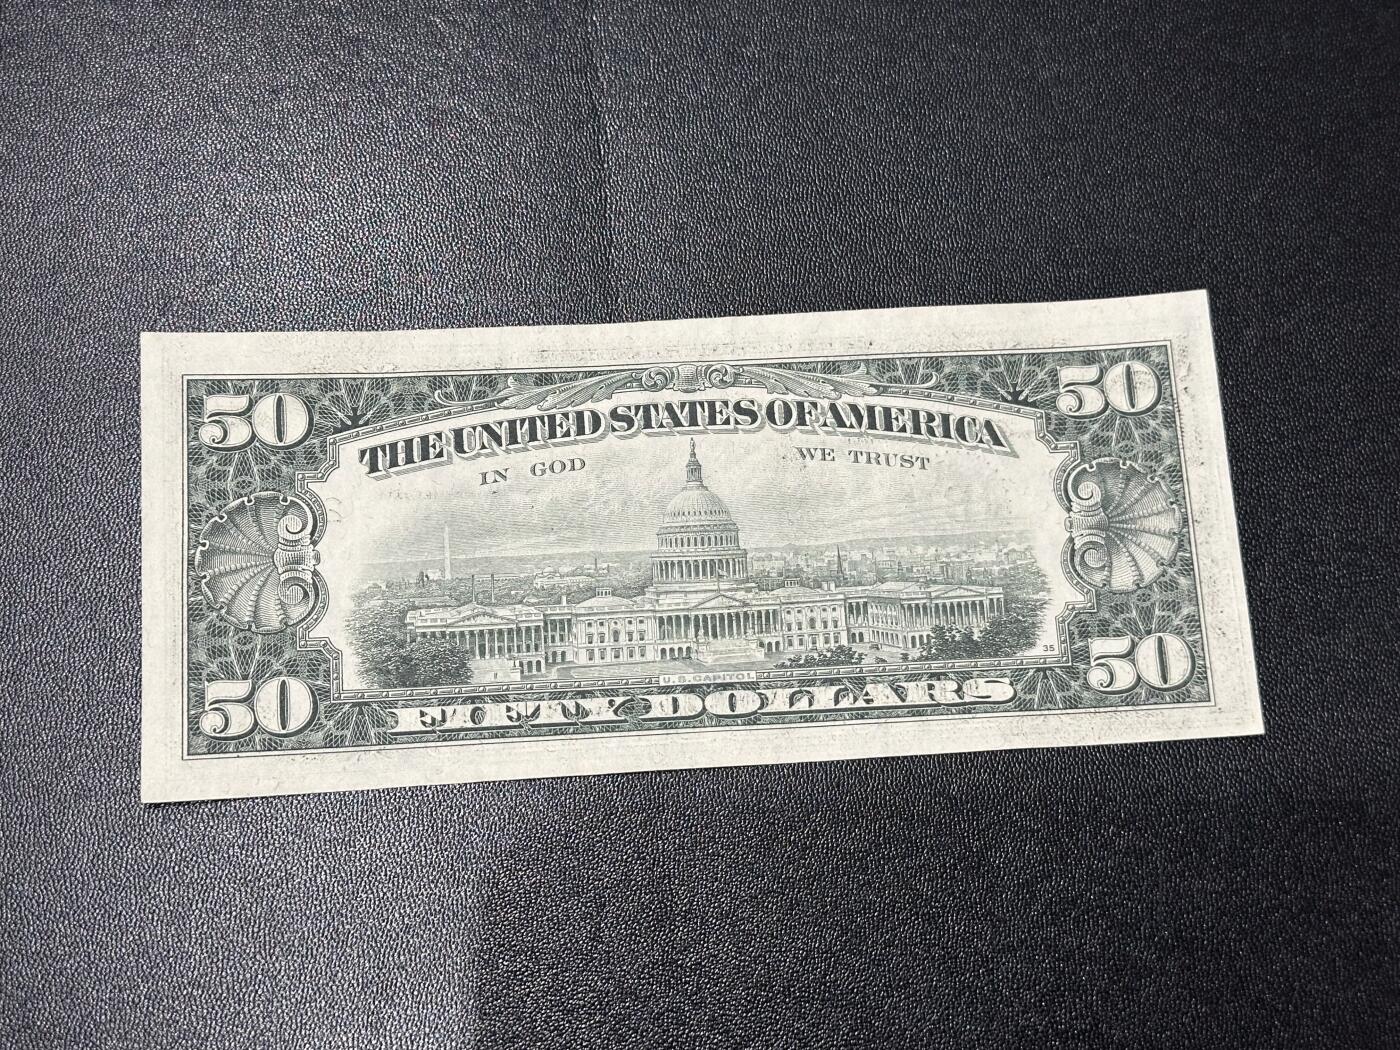 50 50
THE UNITED STATES OF AMERICA
IN GOD WE TRUST
35
U.S. CAPITOL
50 FIFTY DOLLARS 50